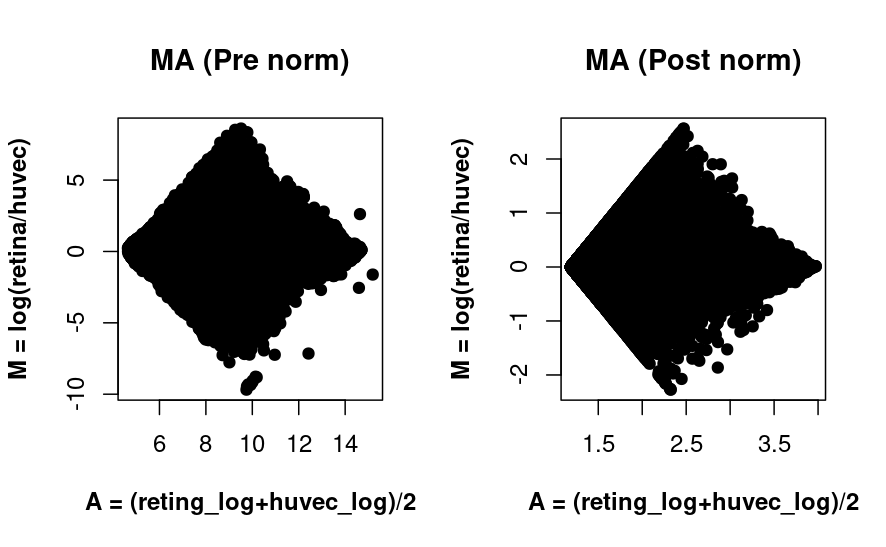 MA (Pre norm)
M = log(retina/huvec)
5
0
-5
-10
6 8 10 12 14
A = (reting_log+huvec_log)/2
MA (Post norm)
M = log(retina/huvec)
2
1
0
-1
-2
1.5 2.5 3.5
A = (reting_log+huvec_log)/2